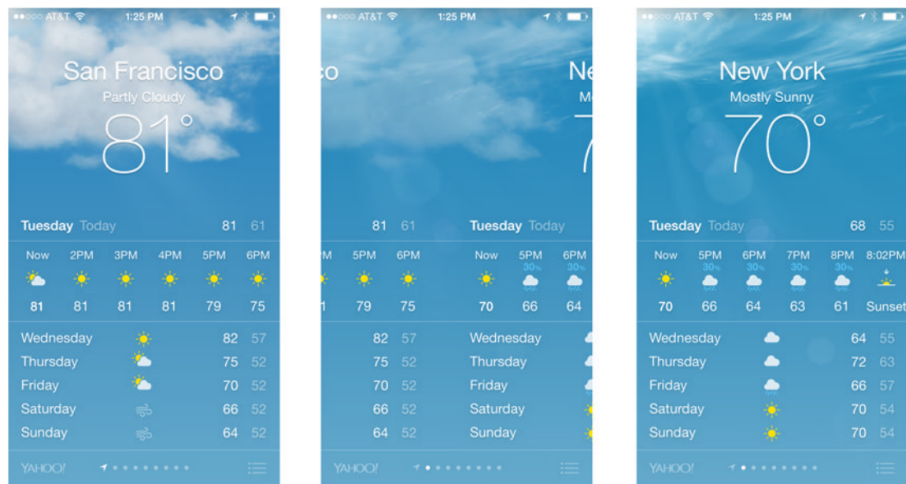 AT&T 1:25 PM
San Francisco
Partly Cloudy
81°
Tuesday Today 81 61
Now 2PM 3PM 4PM 5PM 6PM
81 81 81 81 79 75
Wednesday 82 57
Thursday 75 52
Friday 70 52
Saturday 66 52
Sunday 64 52
YAHOO!
AT&T 1:25 PM
co Ne
M
7
81 61 Tuesday Today
M 5PM 6PM Now 5PM 6PM
30% 30%
1 79 75 70 66 64
82 57 Wednesday
75 52 Thursday
70 52 Friday
66 52 Saturday
64 52 Sunday
YAHOO!
AT&T 1:25 PM
New York
Mostly Sunny
70°
Tuesday Today 68 55
Now 5PM 6PM 7PM 8PM 8:02PM
30% 30% 30% 30%
70 66 64 63 61 Sunset
Wednesday 64 55
Thursday 72 63
Friday 66 57
Saturday 70 54
Sunday 70 54
YAHOO!